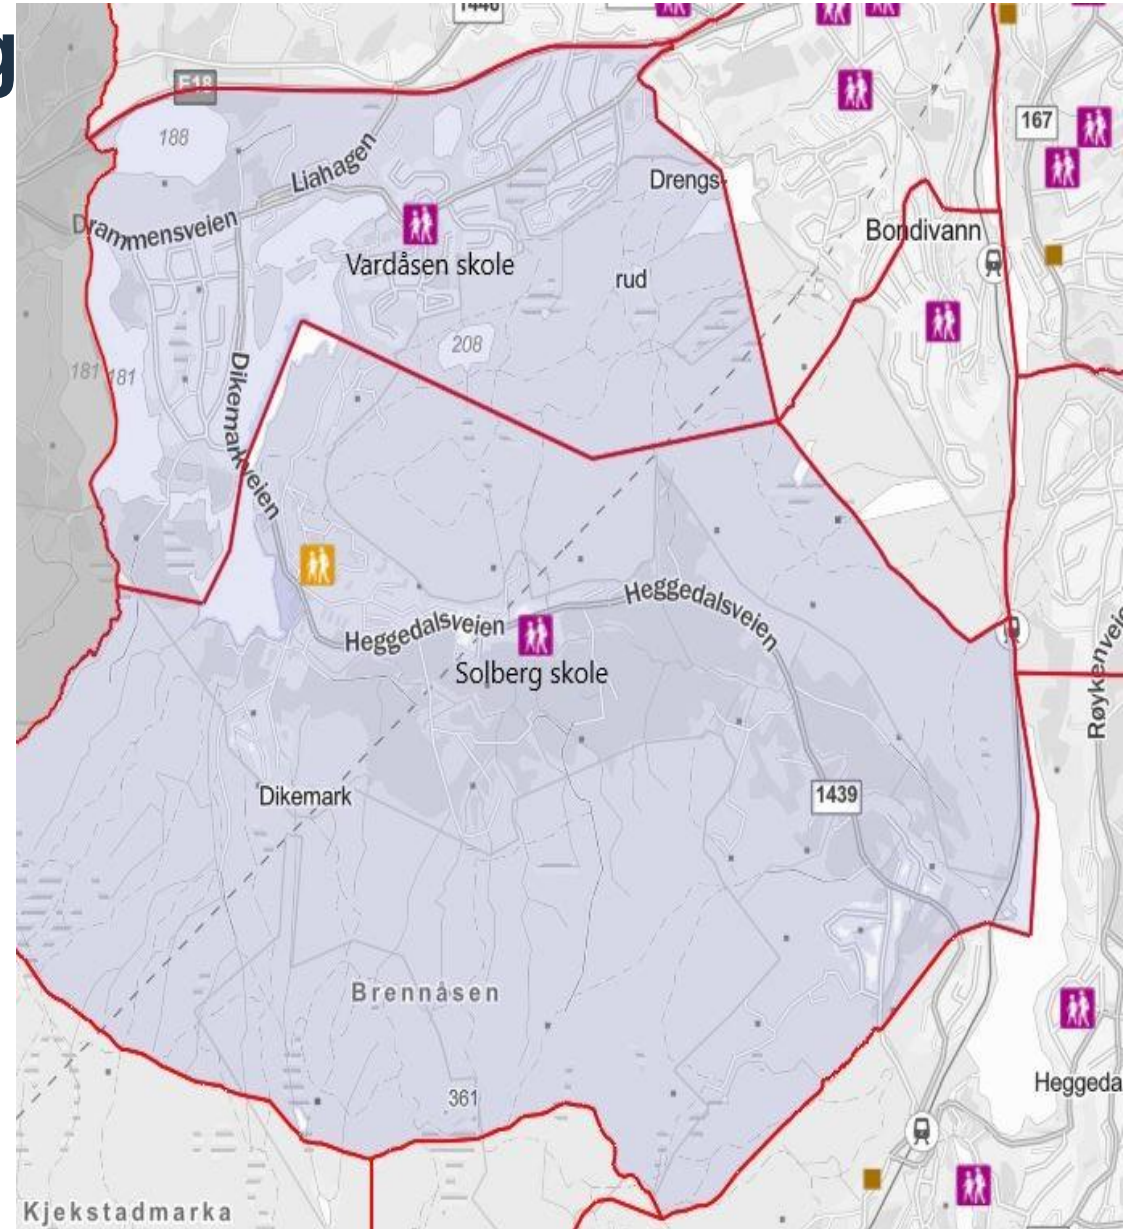 g
E18
188
167
Liahagen
Drengs-
Drammensveien
Bondivann
Vardåsen skole
rud
208
181
181
Dikemarkveien
Heggedalsveien
Heggedalsveien
Solberg skole
Røykenveie
Dikemark
1439
Brennåsen
361
Heggeda
Kjekstadmarka